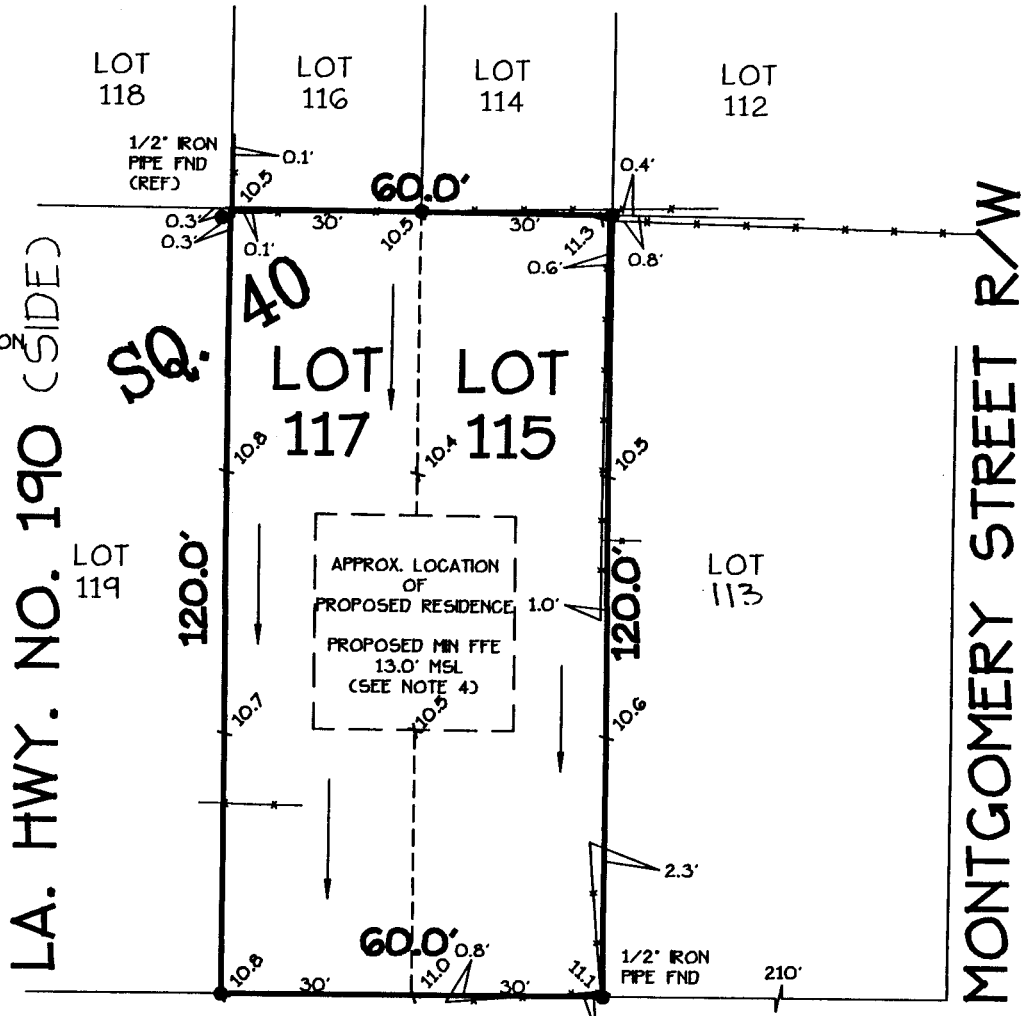 LOT
118
LOT
116
LOT
114
LOT
112
1/2" IRON
PIPE FND
(REF)
0.1'
0.4'
10.5
60.0'
0.3'
0.3'
0.1'
30'
10.5
30'
11.3
0.6'
0.8'
SQ. 40
LOT
117
LOT
115
10.8
10.4
10.5
LA. HWY. NO. 190 (SIDE)
ON
MONTGOMERY STREET R/W
LOT
119
120.0'
APPROX. LOCATION
OF
PROPOSED RESIDENCE
PROPOSED MIN FFE
13.0' MSL
(SEE NOTE 4)
1.0'
120.0'
LOT
113
10.7
10.5
10.6
2.3'
60.0'
0.8'
10.8
30'
11.0
30'
11.1
1/2" IRON
PIPE FND
210'